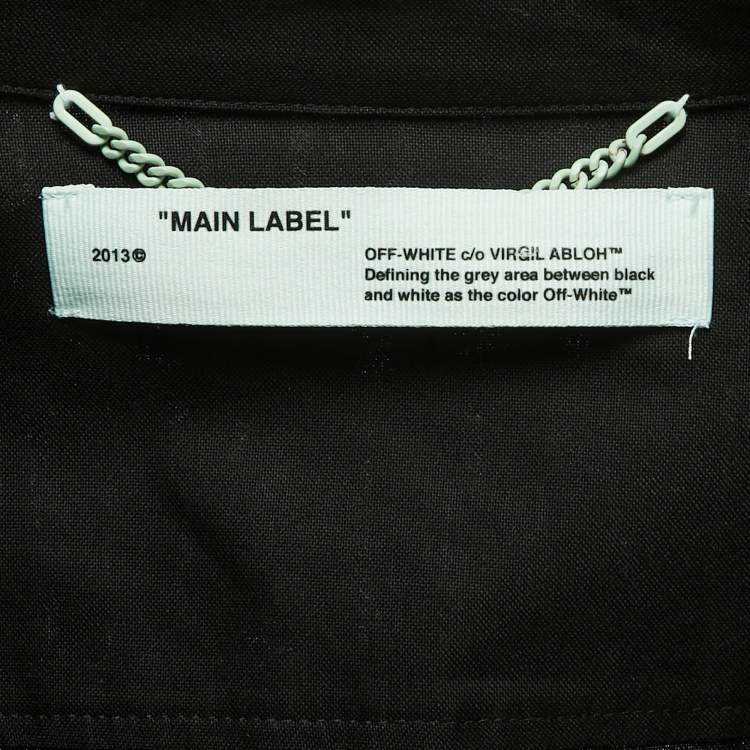 "MAIN LABEL"
2013©
OFF-WHITE c/o VIRGIL ABLOH™
Defining the grey area between black
and white as the color Off-White™